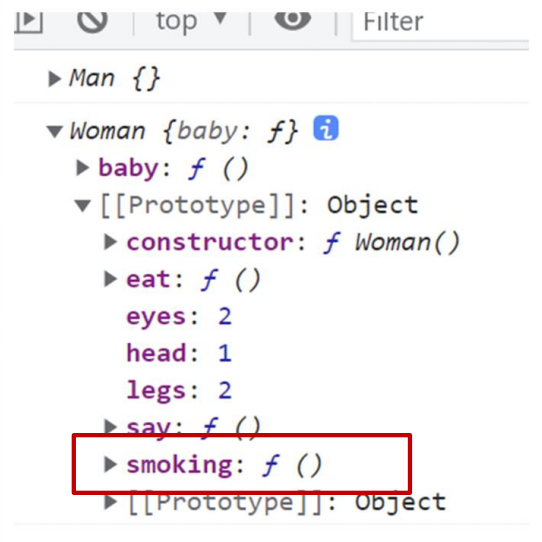 top
Filter
Man {}
Woman {baby: ƒ} i
baby: ƒ ()
[[Prototype]]: Object
constructor: ƒ Woman()
eat: ƒ ()
eyes: 2
head: 1
legs: 2
say: ƒ ()
smoking: ƒ ()
[[Prototype]]: Object